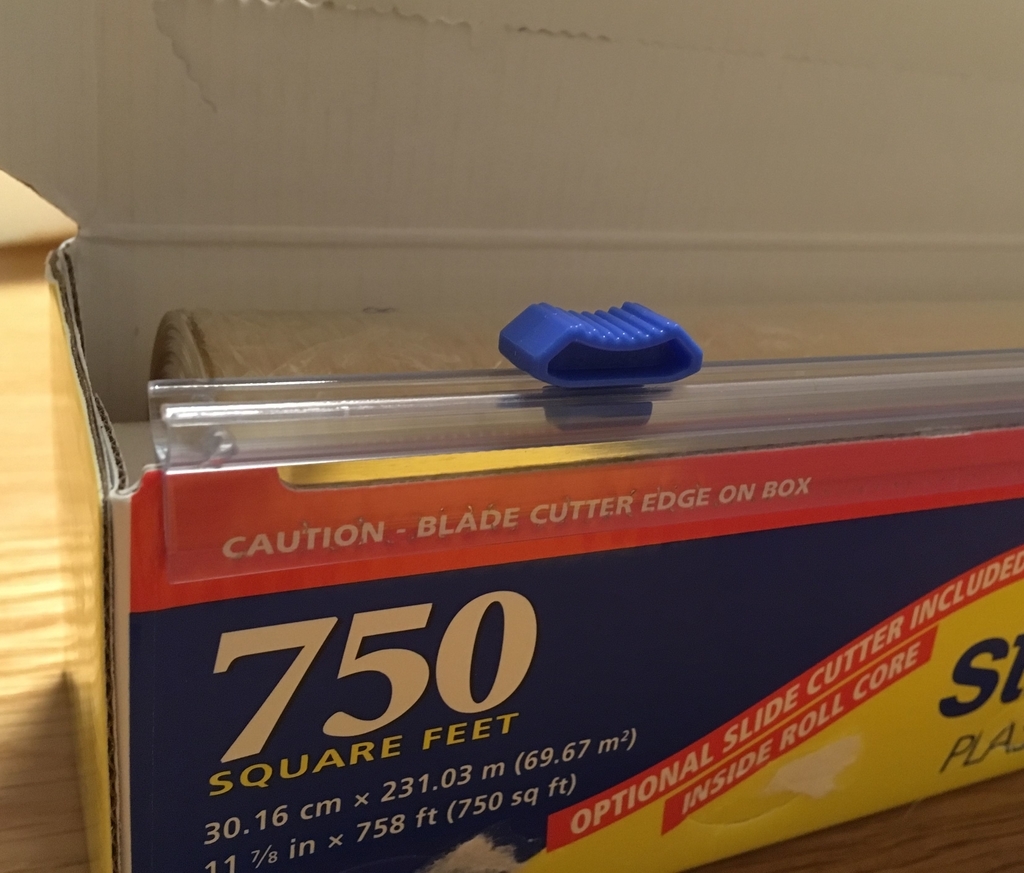 CAUTION - BLADE CUTTER EDGE ON BOX
750
SQUARE FEET
30.16 cm × 231.03 m (69.67 m²)
11 ⅞ in × 758 ft (750 sq ft)
OPTIONAL SLIDE CUTTER INCLUDED
INSIDE ROLL CORE